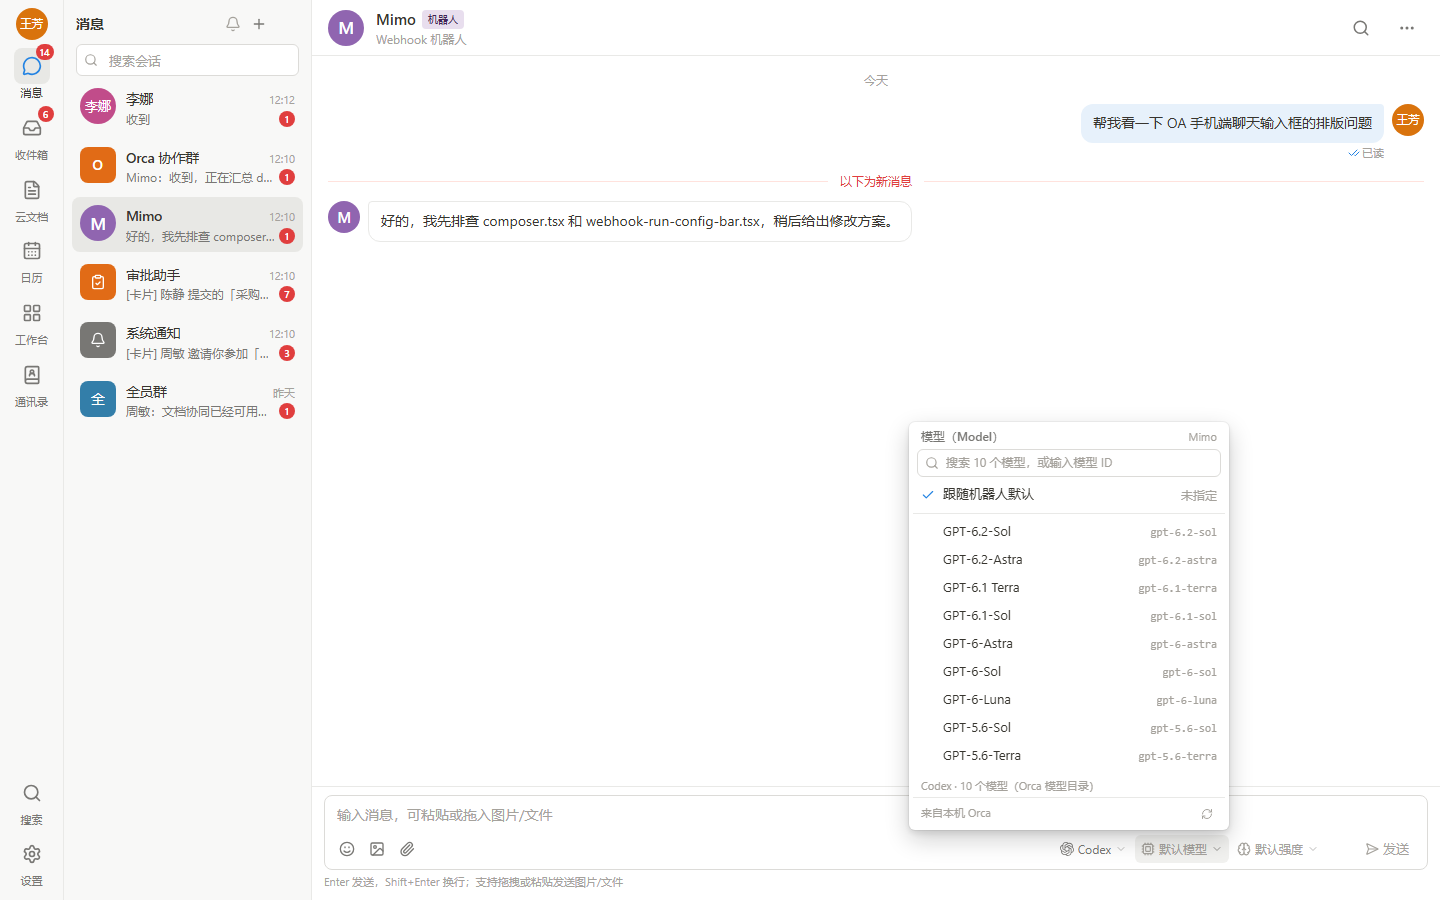 王芳
14
消息
6
收件箱
云文档
日历
工作台
通讯录
搜索
设置
消息
搜索会话
李娜
李娜
12:12
收到
1
O
Orca 协作群
12:10
Mimo：收到，正在汇总 d...
1
M
Mimo
12:10
好的，我先排查 composer...
1
审批助手
12:10
[卡片] 陈静 提交的「采购...
7
系统通知
12:10
[卡片] 周敏 邀请你参加「...
3
全
全员群
昨天
周敏：文档协同已经可用...
1
M
Mimo
机器人
Webhook 机器人
今天
帮我看一下 OA 手机端聊天输入框的排版问题
王芳
已读
以下为新消息
M
好的，我先排查 composer.tsx 和 webhook-run-config-bar.tsx，稍后给出修改方案。
模型（Model）
Mimo
搜索 10 个模型，或输入模型 ID
跟随机器人默认
未指定
GPT-6.2-Sol
gpt-6.2-sol
GPT-6.2-Astra
gpt-6.2-astra
GPT-6.1 Terra
gpt-6.1-terra
GPT-6.1-Sol
gpt-6.1-sol
GPT-6-Astra
gpt-6-astra
GPT-6-Sol
gpt-6-sol
GPT-6-Luna
gpt-6-luna
GPT-5.6-Sol
gpt-5.6-sol
GPT-5.6-Terra
gpt-5.6-terra
Codex · 10 个模型（Orca 模型目录）
来自本机 Orca
输入消息，可粘贴或拖入图片/文件
Codex
默认模型
默认强度
发送
Enter 发送，Shift+Enter 换行；支持拖拽或粘贴发送图片/文件